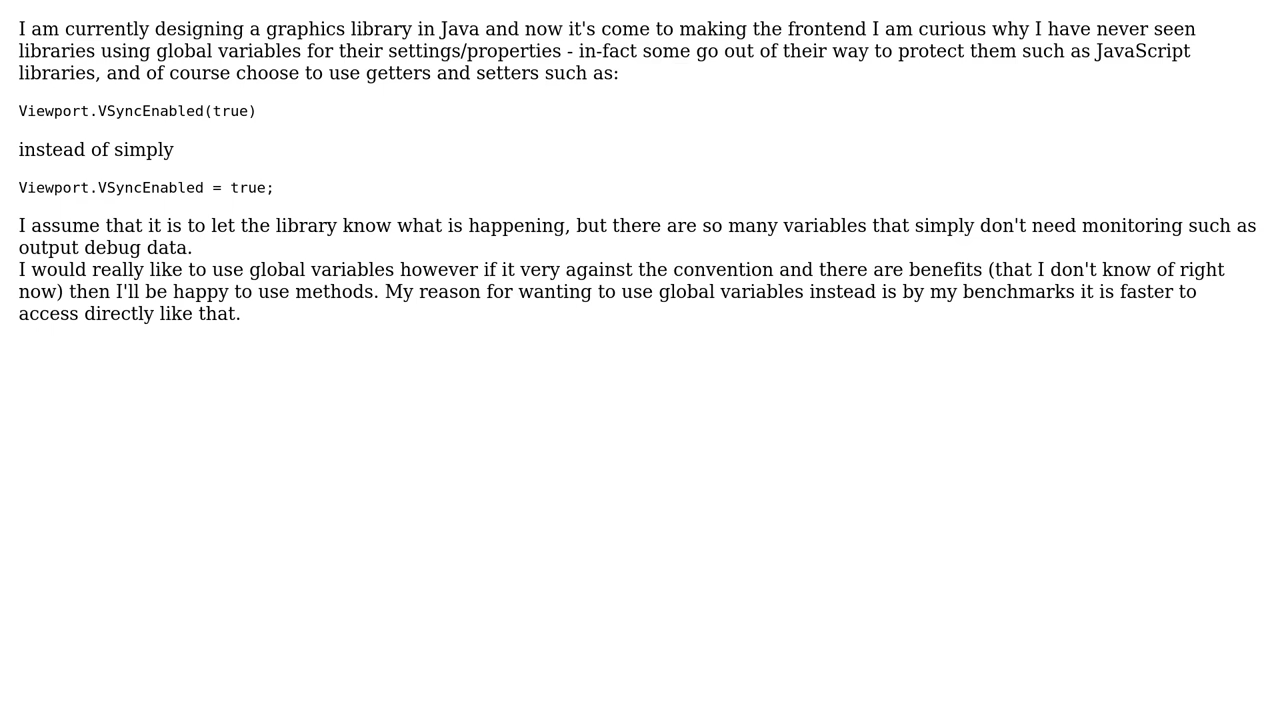 I am currently designing a graphics library in Java and now it's come to making the frontend I am curious why I have never seen
libraries using global variables for their settings/properties - in-fact some go out of their way to protect them such as JavaScript
libraries, and of course choose to use getters and setters such as:
Viewport.VSyncEnabled(true)
instead of simply
Viewport.VSyncEnabled = true;
I assume that it is to let the library know what is happening, but there are so many variables that simply don't need monitoring such as
output debug data.
I would really like to use global variables however if it very against the convention and there are benefits (that I don't know of right
now) then I'll be happy to use methods. My reason for wanting to use global variables instead is by my benchmarks it is faster to
access directly like that.